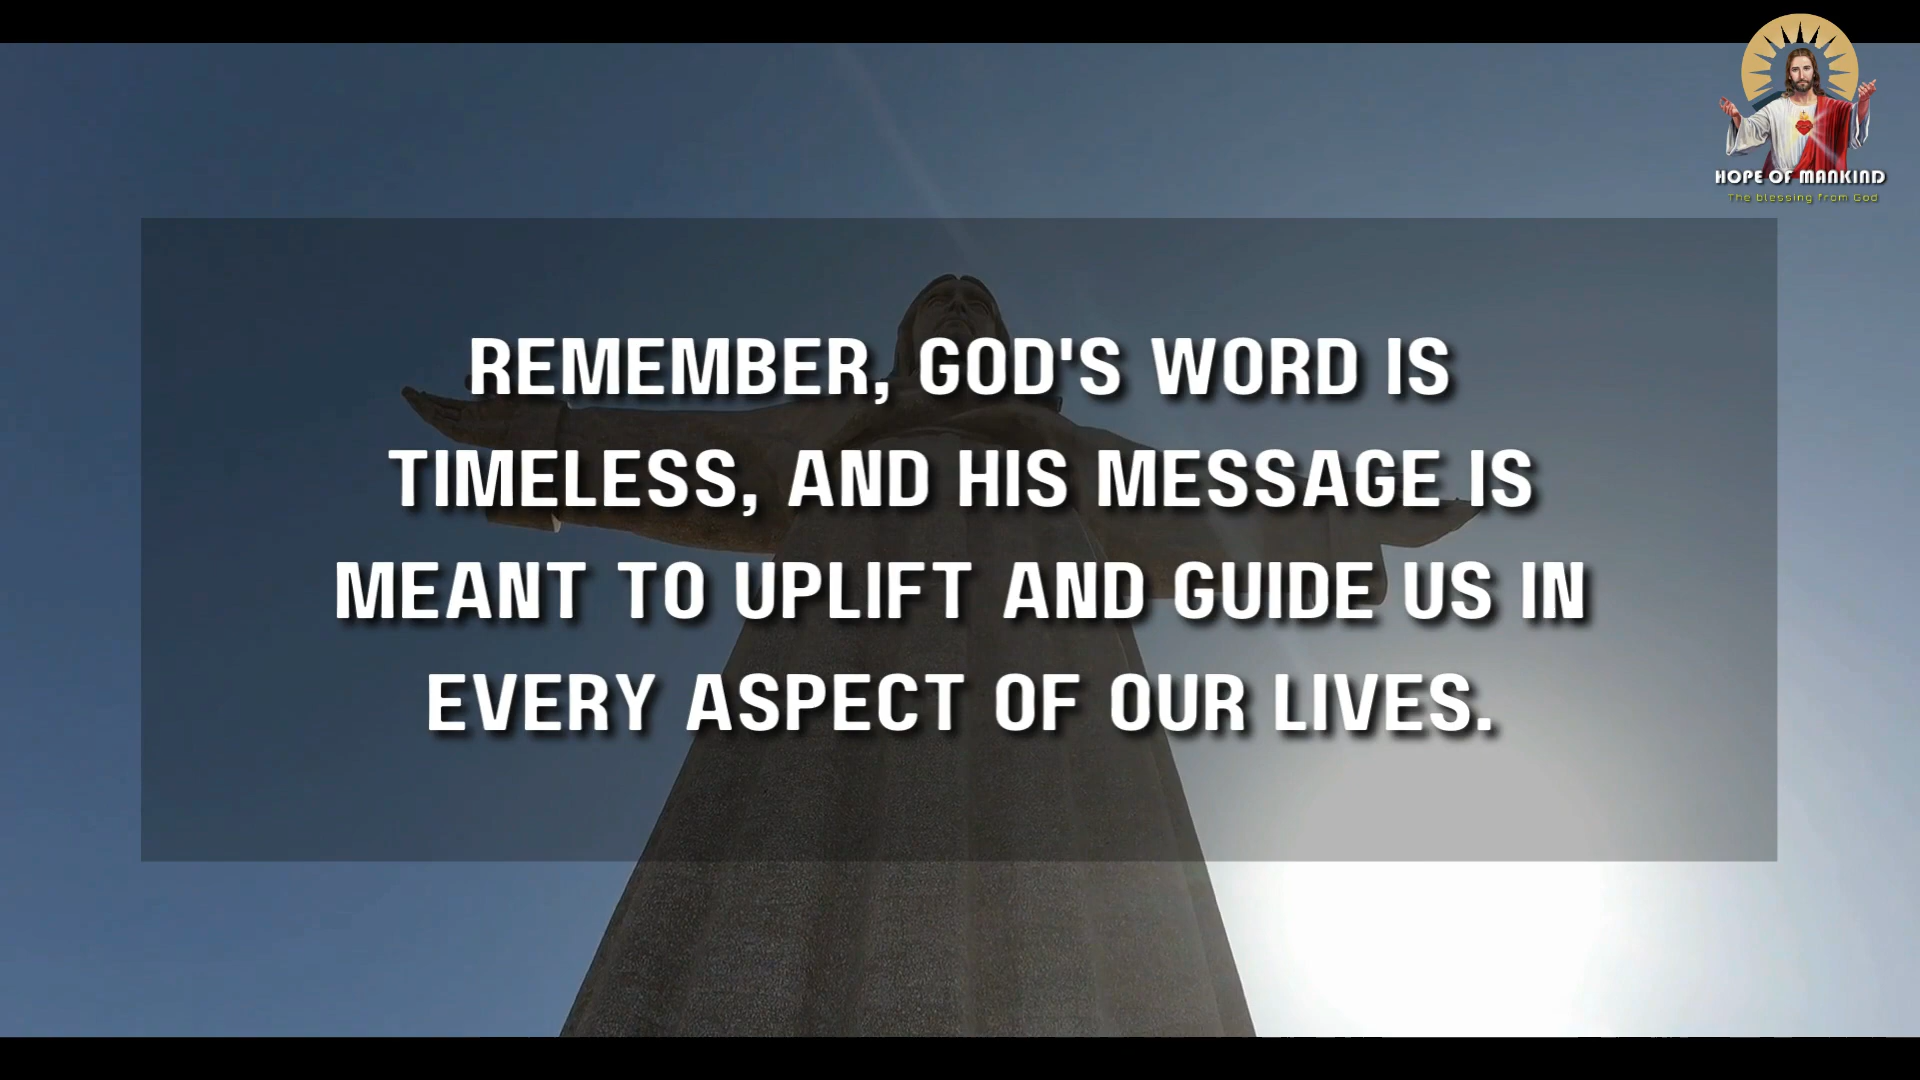 HOPE OF MANKIND
The blessing from God
REMEMBER, GOD'S WORD IS
TIMELESS, AND HIS MESSAGE IS
MEANT TO UPLIFT AND GUIDE US IN
EVERY ASPECT OF OUR LIVES.